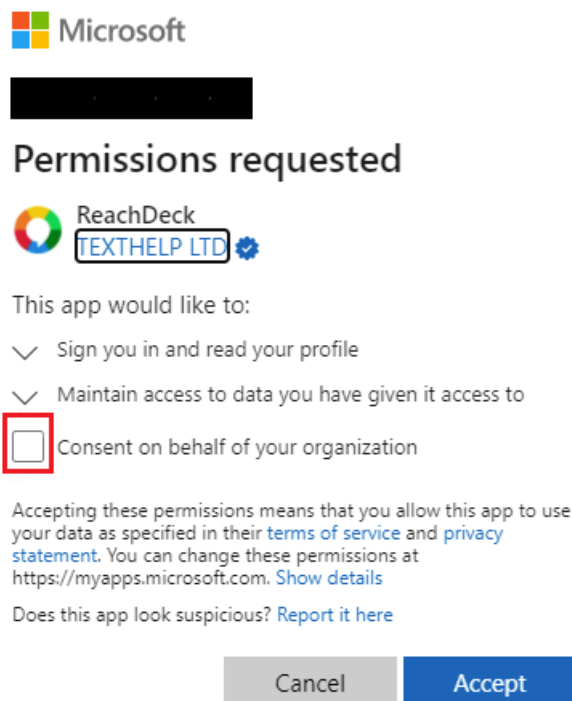 Microsoft
Permissions requested
ReachDeck
TEXTHELP LTD
This app would like to:
Sign you in and read your profile
Maintain access to data you have given it access to
Consent on behalf of your organization
Accepting these permissions means that you allow this app to use
your data as specified in their terms of service and privacy
statement. You can change these permissions at
https://myapps.microsoft.com. Show details
Does this app look suspicious? Report it here
Cancel Accept